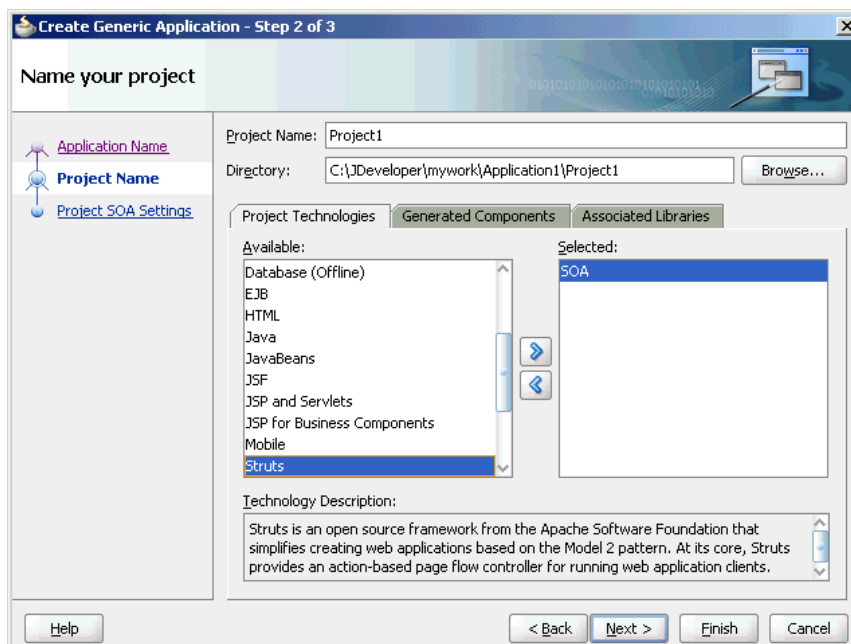 Create Generic Application - Step 2 of 3
Name your project
Application Name
Project Name
Project SOA Settings
Project Name: Project1
Directory: C:\JDeveloper\mywork\Application1\Project1 Browse...
Project Technologies Generated Components Associated Libraries
Available: Selected:
Database (Offline) SOA
EJB
HTML
Java
JavaBeans
JSF
JSP and Servlets
JSP for Business Components
Mobile
Struts
Technology Description:
Struts is an open source framework from the Apache Software Foundation that
simplifies creating web applications based on the Model 2 pattern. At its core, Struts
provides an action-based page flow controller for running web application clients.
Help < Back Next > Finish Cancel